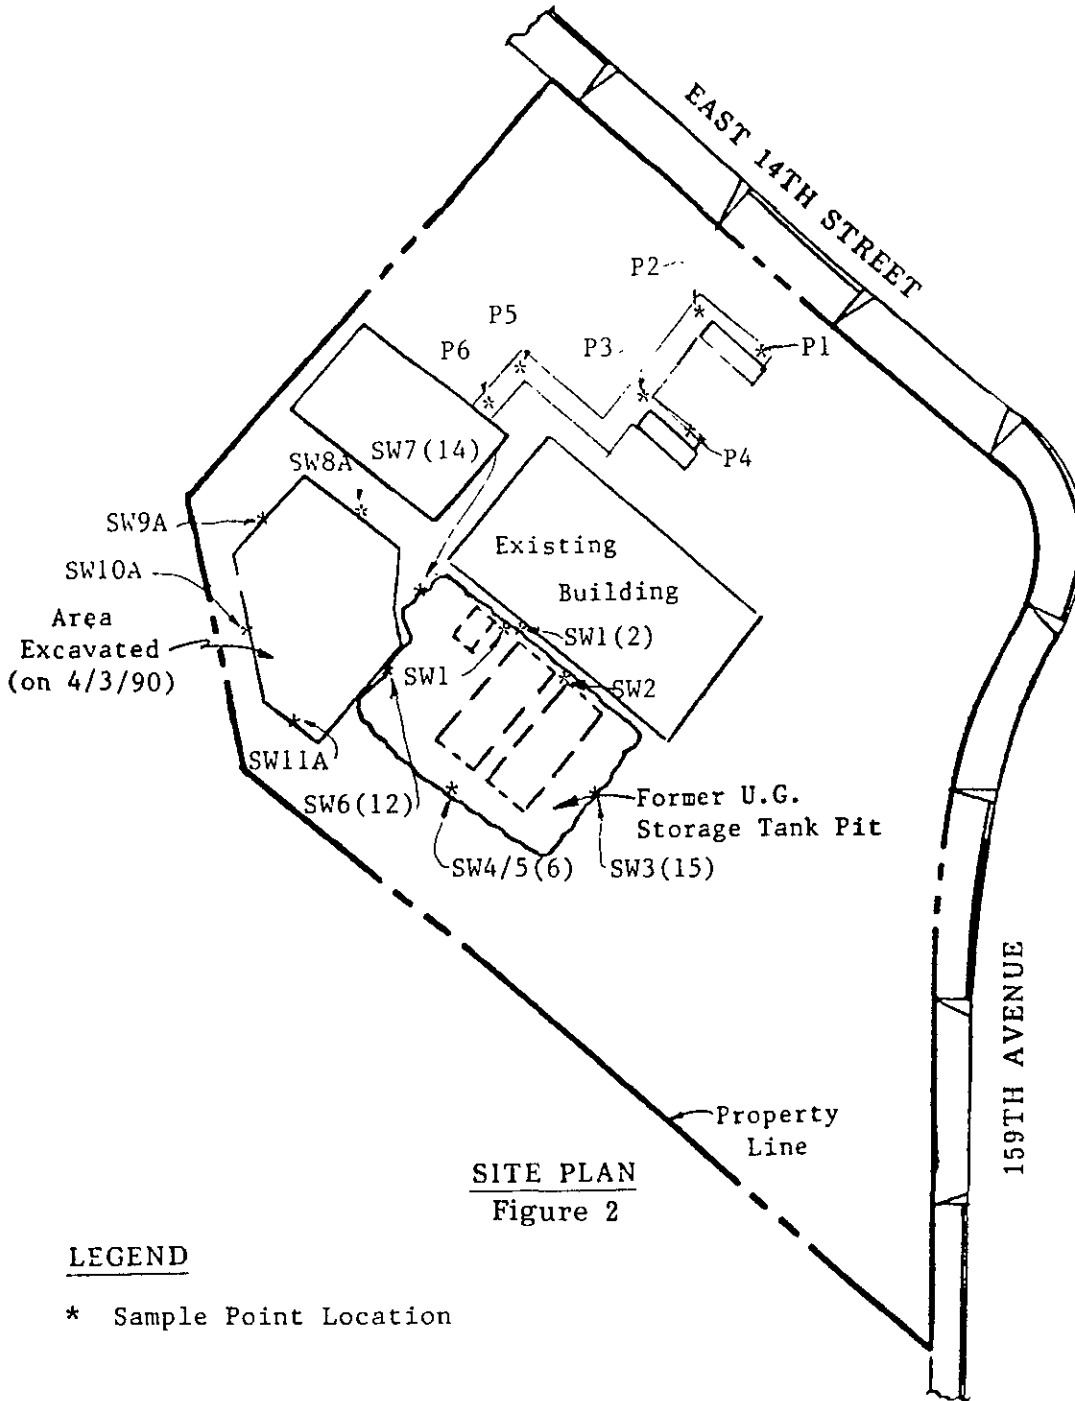 EAST 14TH STREET
P2
P5
P1
P6
P3
SW7(14)
P4
SW8A
SW9A
Existing
Building
SW10A
Area
Excavated
(on 4/3/90)
SW1(2)
SW1
SW2
SW11A
SW6(12)
Former U.G.
Storage Tank Pit
SW4/5(6)
SW3(15)
159TH AVENUE
Property
Line
SITE PLAN
Figure 2
LEGEND
* Sample Point Location